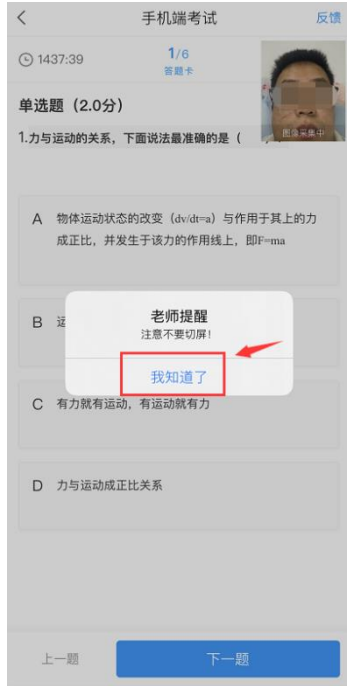 手机端考试
反馈
1437:39
1/6
答题卡
图像采集中
单选题（2.0分）
1.力与运动的关系，下面说法最准确的是（
A 物体运动状态的改变（dv/dt=a）与作用于其上的力
成正比，并发生于该力的作用线上，即F=ma
B
老师提醒
注意不要切屏！
我知道了
C 有力就有运动，有运动就有力
D 力与运动成正比关系
上一题
下一题